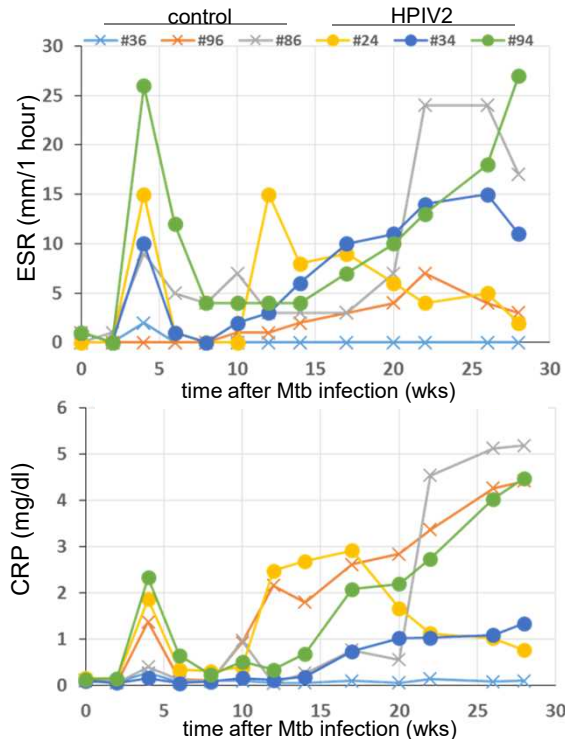 control HPIV2
#36 #96 #86 #24 #34 #94
ESR (mm/1 hour)
30
25
20
15
10
5
0
0 5 10 15 20 25 30
time after Mtb infection (wks)
CRP (mg/dl)
6
5
4
3
2
1
0
0 5 10 15 20 25 30
time after Mtb infection (wks)